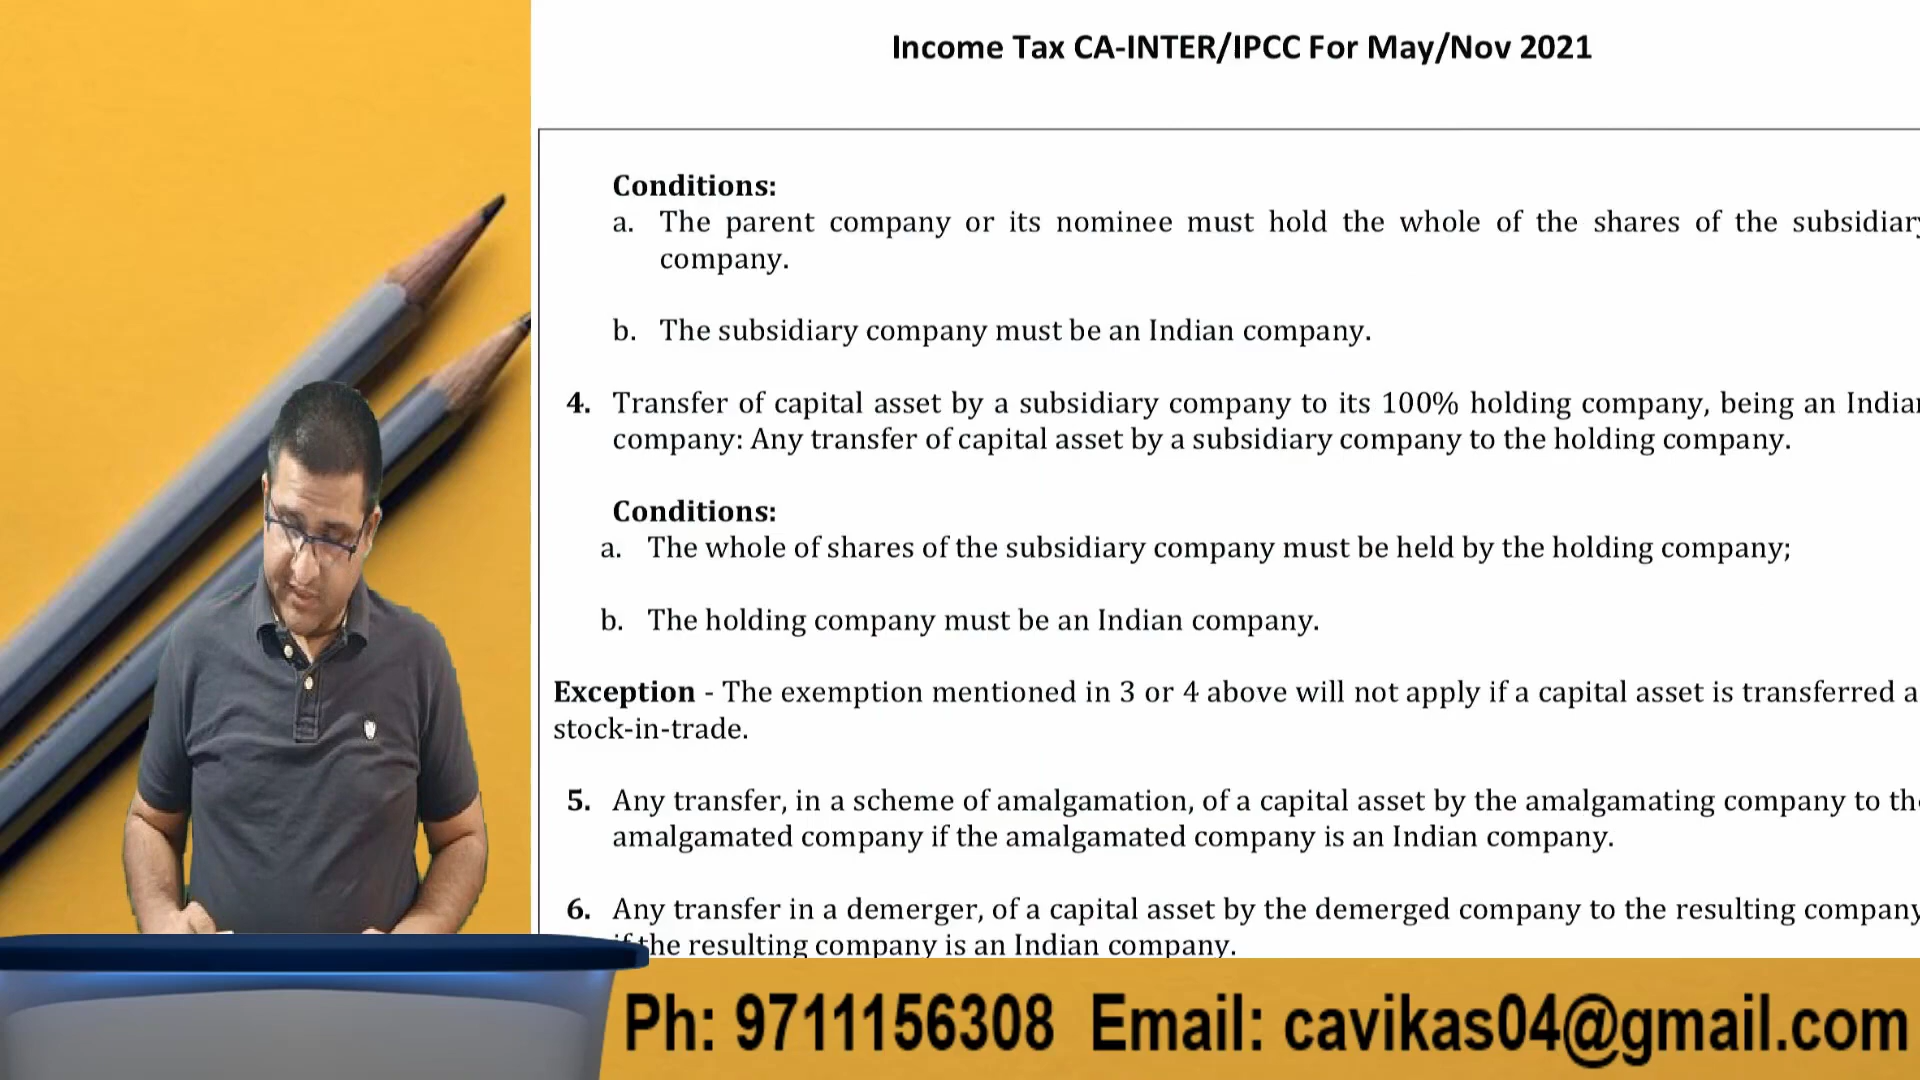 Income Tax CA-INTER/IPCC For May/Nov 2021
Conditions:
a. The parent company or its nominee must hold the whole of the shares of the subsidiary
company.
b. The subsidiary company must be an Indian company.
4. Transfer of capital asset by a subsidiary company to its 100% holding company, being an Indian
company: Any transfer of capital asset by a subsidiary company to the holding company.
Conditions:
a. The whole of shares of the subsidiary company must be held by the holding company;
b. The holding company must be an Indian company.
Exception - The exemption mentioned in 3 or 4 above will not apply if a capital asset is transferred a
stock-in-trade.
5. Any transfer, in a scheme of amalgamation, of a capital asset by the amalgamating company to the
amalgamated company if the amalgamated company is an Indian company.
6. Any transfer in a demerger, of a capital asset by the demerged company to the resulting company
if the resulting company is an Indian company.
Ph: 9711156308 Email: cavikas04@gmail.com